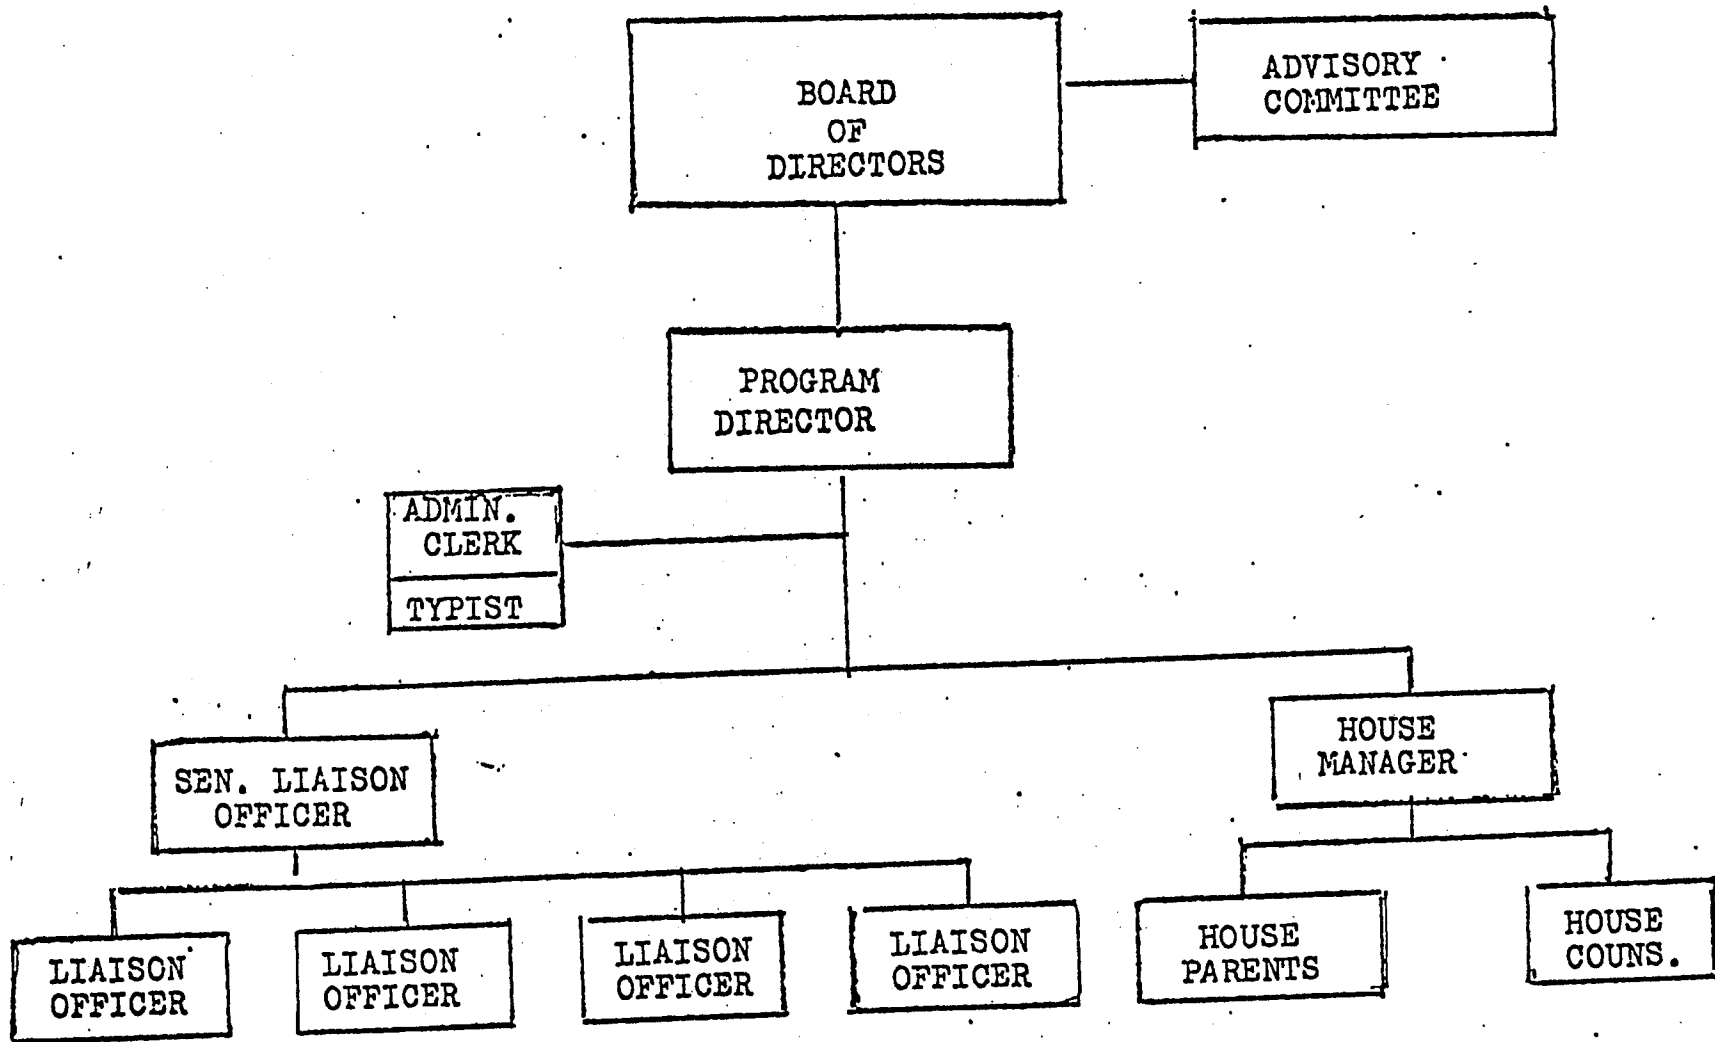 BOARD
OF
DIRECTORS
ADVISORY
COMMITTEE
PROGRAM
DIRECTOR
ADMIN.
CLERK
TYPIST
SEN. LIAISON
OFFICER
HOUSE
MANAGER
LIAISON
OFFICER
LIAISON
OFFICER
LIAISON
OFFICER
LIAISON
OFFICER
HOUSE
PARENTS
HOUSE
COUNS.